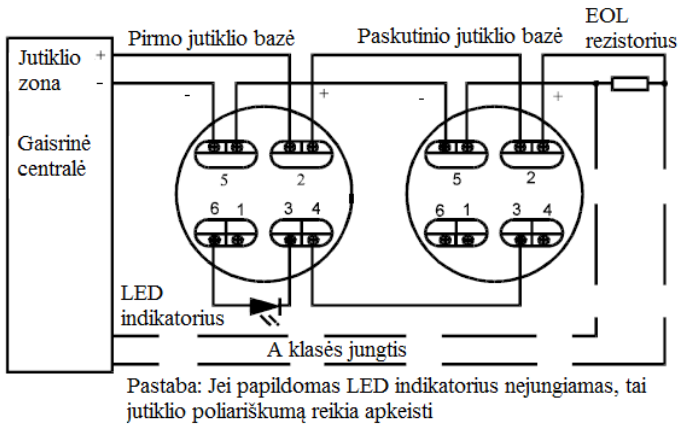 EOL
rezistorius
Pirmo jutiklio bazė
Paskutinio jutiklio bazė
Jutiklio +
zona -
Gaisrinė
centralė
- +
- +
5 2
6 1 3 4
5 2
6 1 3 4
LED
indikatorius
A klasės jungtis
Pastaba: Jei papildomas LED indikatorius nejungiamas, tai
jutiklio poliariškumą reikia apkeisti